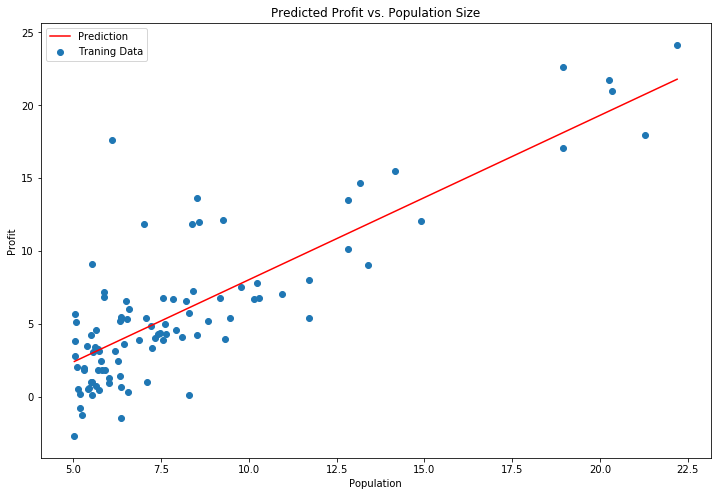 Predicted Profit vs. Population Size
Prediction
Traning Data
Profit
25
20
15
10
5
0
5.0 7.5 10.0 12.5 15.0 17.5 20.0 22.5
Population